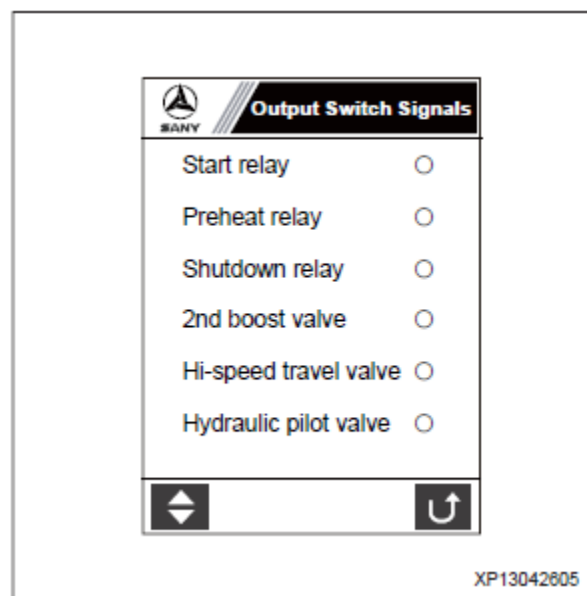 SANY
Output Switch Signals
Start relay
Preheat relay
Shutdown relay
2nd boost valve
Hi-speed travel valve
Hydraulic pilot valve
XP13042605